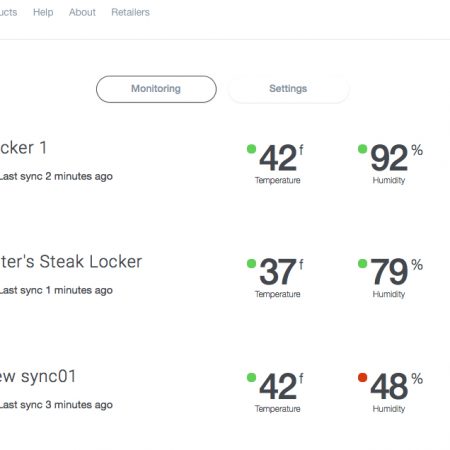 ucts Help About Retailers
Monitoring Settings
cker 1
42 f
92 %
Last sync 2 minutes ago
Temperature
Humidity
ter's Steak Locker
37 f
79 %
Last sync 1 minutes ago
Temperature
Humidity
ew sync01
42 f
48 %
Last sync 3 minutes ago
Temperature
Humidity